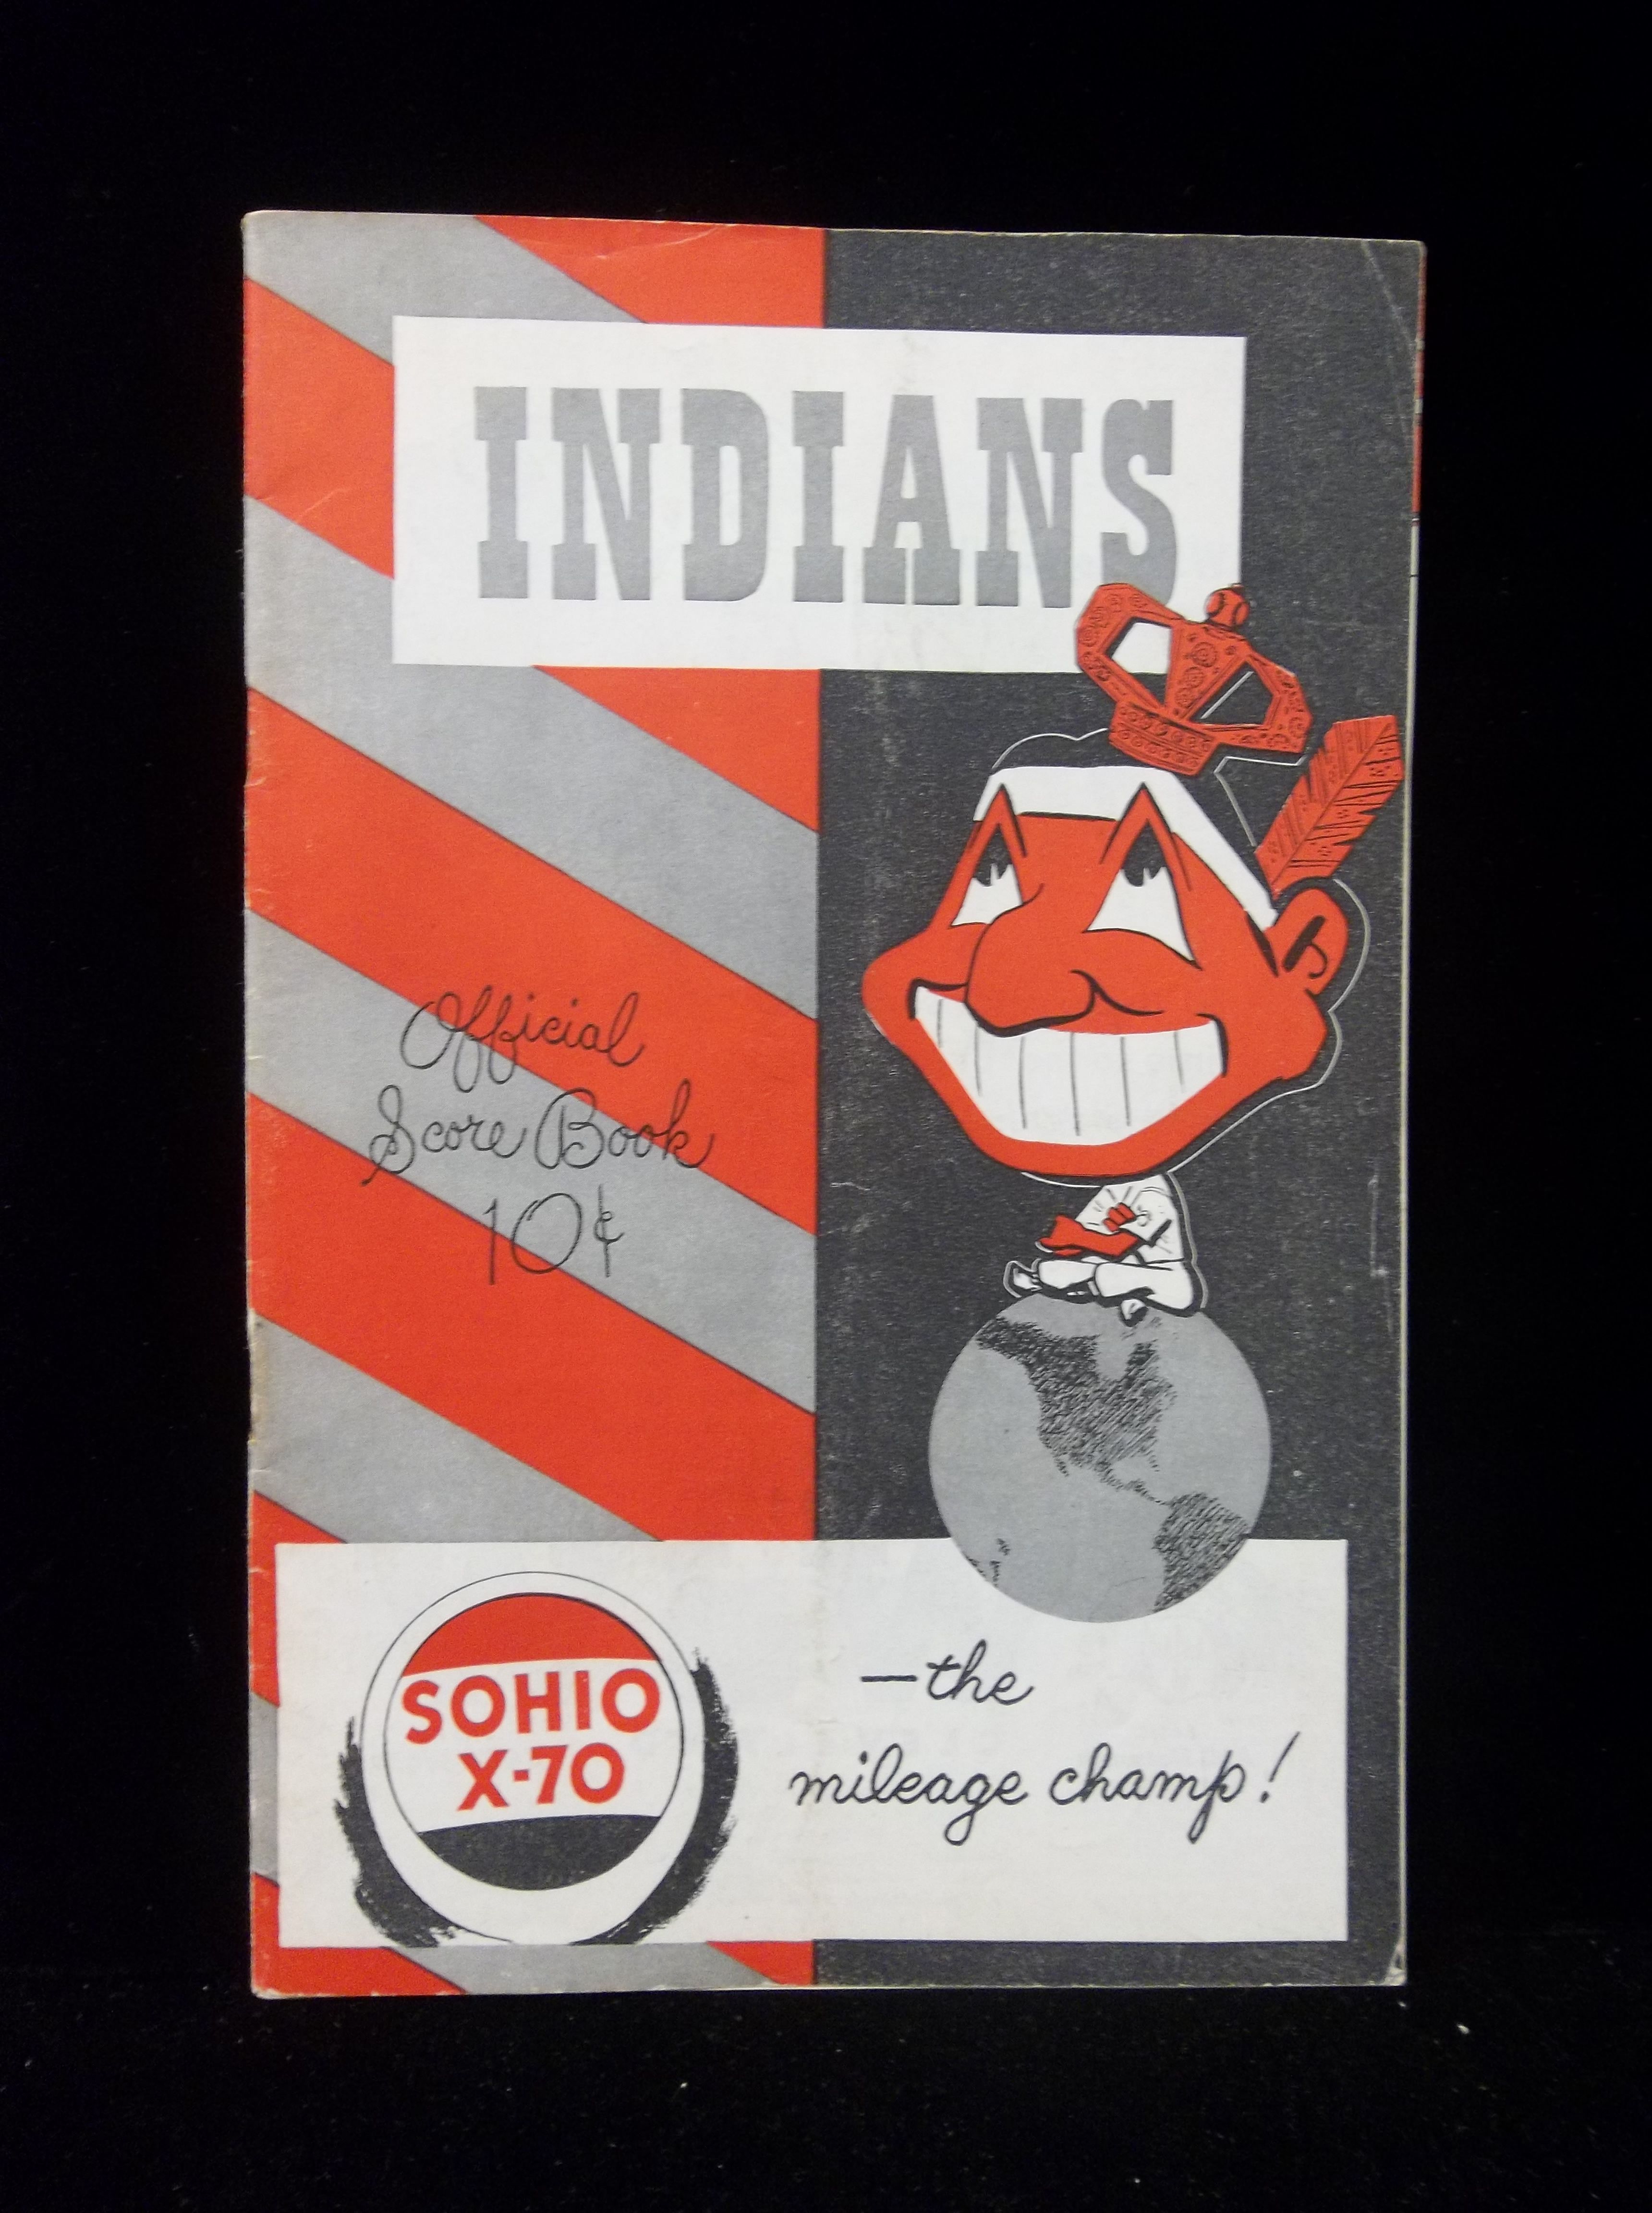 INDIANS
Official
Score Book
10¢
SOHIO
X-70
—the
mileage champ!